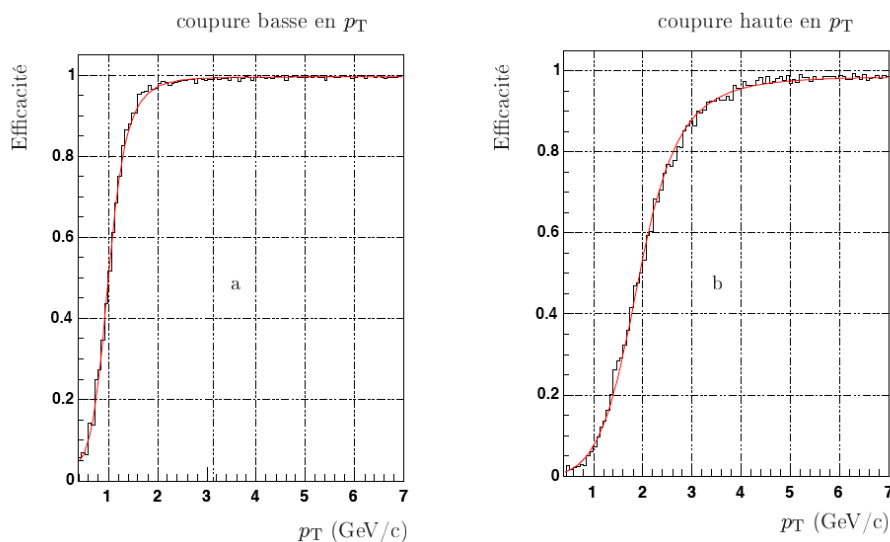 coupure basse en pT
Efficacité
1
0.8
0.6
0.4
0.2
0
1 2 3 4 5 6 7
a
pT (GeV/c)
coupure haute en pT
Efficacité
1
0.8
0.6
0.4
0.2
0
1 2 3 4 5 6 7
b
pT (GeV/c)